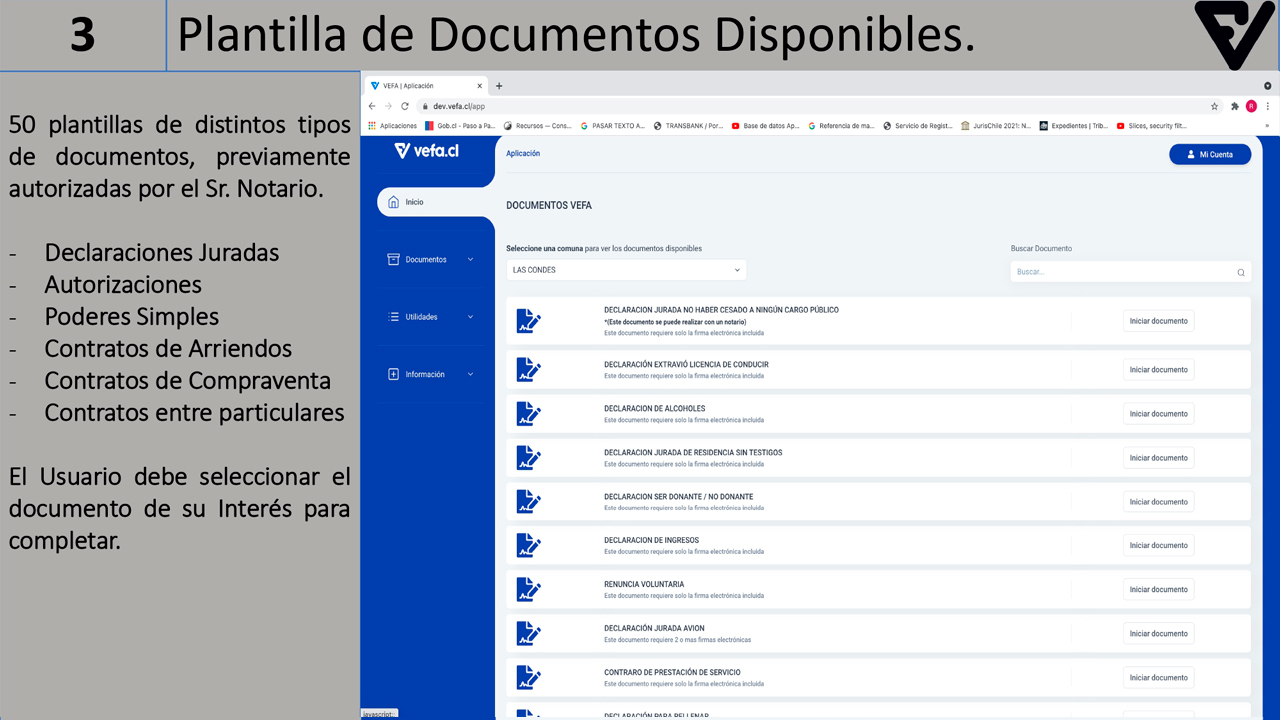 3
Plantilla de Documentos Disponibles.
50 plantillas de distintos tipos
de documentos, previamente
autorizadas por el Sr. Notario.
- Declaraciones Juradas
- Autorizaciones
- Poderes Simples
- Contratos de Arriendos
- Contratos de Compraventa
- Contratos entre particulares
El Usuario debe seleccionar el
documento de su Interés para
completar.
VEFA | Aplicación
dev.vefa.cl/app
R
Aplicaciones
Gob.cl - Paso a Pa...
Recursos — Cons...
PASAR TEXTO A...
TRANSBANK / Por...
Base de datos Ap...
Referencia de ma...
Servicio de Regist...
JurisChile 2021: N...
Expedientes | Trib...
Slices, security filt...
»
vefa.cl
Inicio
Documentos
Utilidades
Información
Aplicación
Mi Cuenta
DOCUMENTOS VEFA
Seleccione una comuna para ver los documentos disponibles
LAS CONDES
Buscar Documento
Buscar...
DECLARACION JURADA NO HABER CESADO A NINGÚN CARGO PÚBLICO
*(Este documento se puede realizar con un notario)
Este documento requiere solo la firma electrónica incluida
Iniciar documento
DECLARACIÓN EXTRAVIÓ LICENCIA DE CONDUCIR
Este documento requiere solo la firma electrónica incluida
Iniciar documento
DECLARACION DE ALCOHOLES
Este documento requiere solo la firma electrónica incluida
Iniciar documento
DECLARACION JURADA DE RESIDENCIA SIN TESTIGOS
Este documento requiere solo la firma electrónica incluida
Iniciar documento
DECLARACION SER DONANTE / NO DONANTE
Este documento requiere solo la firma electrónica incluida
Iniciar documento
DECLARACION DE INGRESOS
Este documento requiere solo la firma electrónica incluida
Iniciar documento
RENUNCIA VOLUNTARIA
Este documento requiere solo la firma electrónica incluida
Iniciar documento
DECLARACIÓN JURADA AVION
Este documento requiere 2 o mas firmas electrónicas
Iniciar documento
CONTRARO DE PRESTACIÓN DE SERVICIO
Este documento requiere solo la firma electrónica incluida
Iniciar documento
DECLARACIÓN PARA RELLENAR
javascript:;